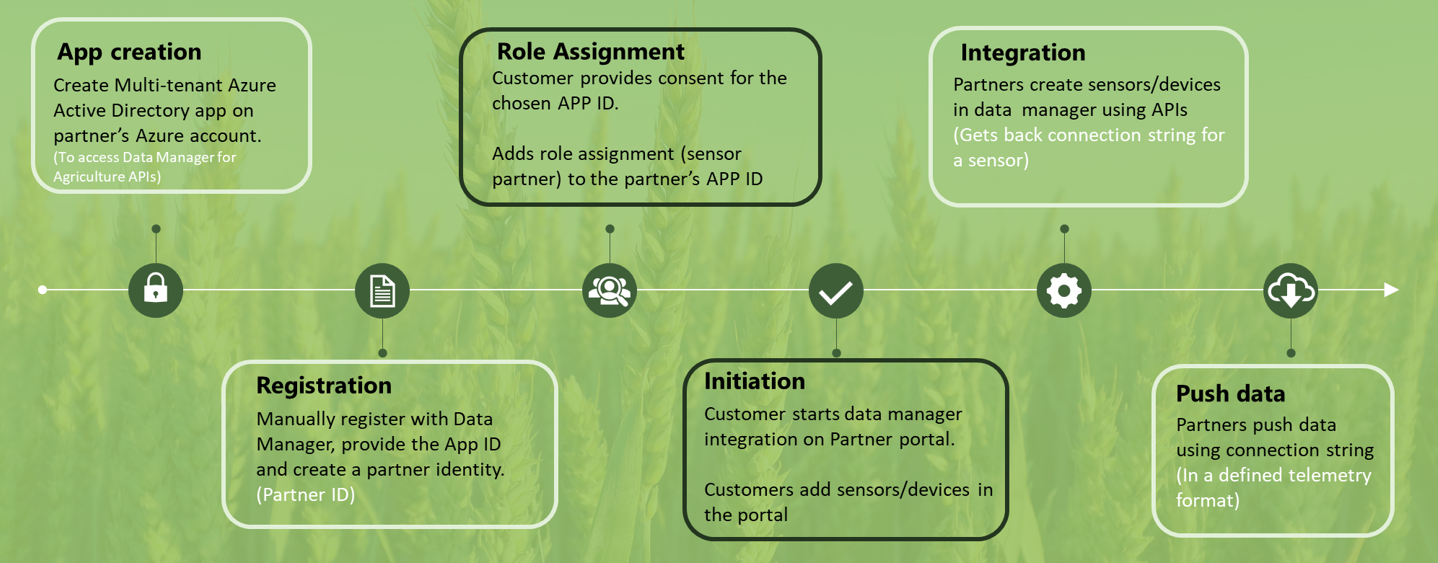 App creation
Create Multi-tenant Azure
Active Directory app on
partner's Azure account.
(To access Data Manager for
Agriculture APIs)
Registration
Manually register with Data
Manager, provide the App ID
and create a partner identity.
(Partner ID)
Role Assignment
Customer provides consent for the
chosen APP ID.
Adds role assignment (sensor
partner) to the partner's APP ID
Initiation
Customer starts data manager
integration on Partner portal.
Customers add sensors/devices in
the portal
Integration
Partners create sensors/devices
in data manager using APIs
(Gets back connection string for
a sensor)
Push data
Partners push data
using connection string
(In a defined telemetry
format)